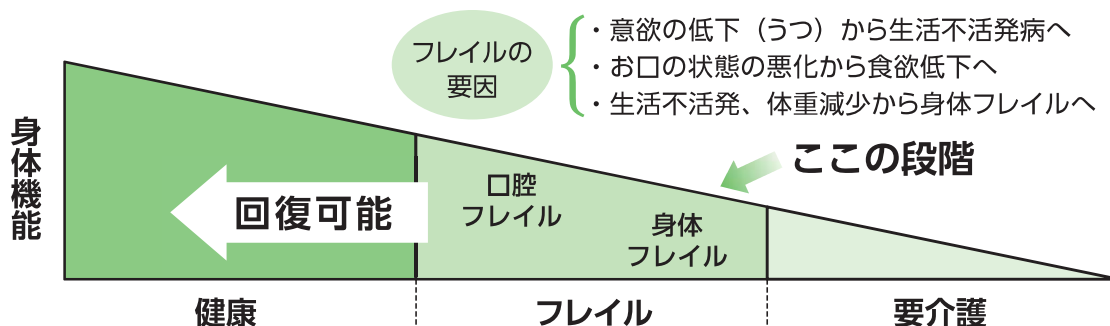 フレイルの
要因
・意欲の低下（うつ）から生活不活発病へ
・お口の状態の悪化から食欲低下へ
・生活不活発、体重減少から身体フレイルへ
ここの段階
身体機能
回復可能
口腔
フレイル
身体
フレイル
健康
フレイル
要介護